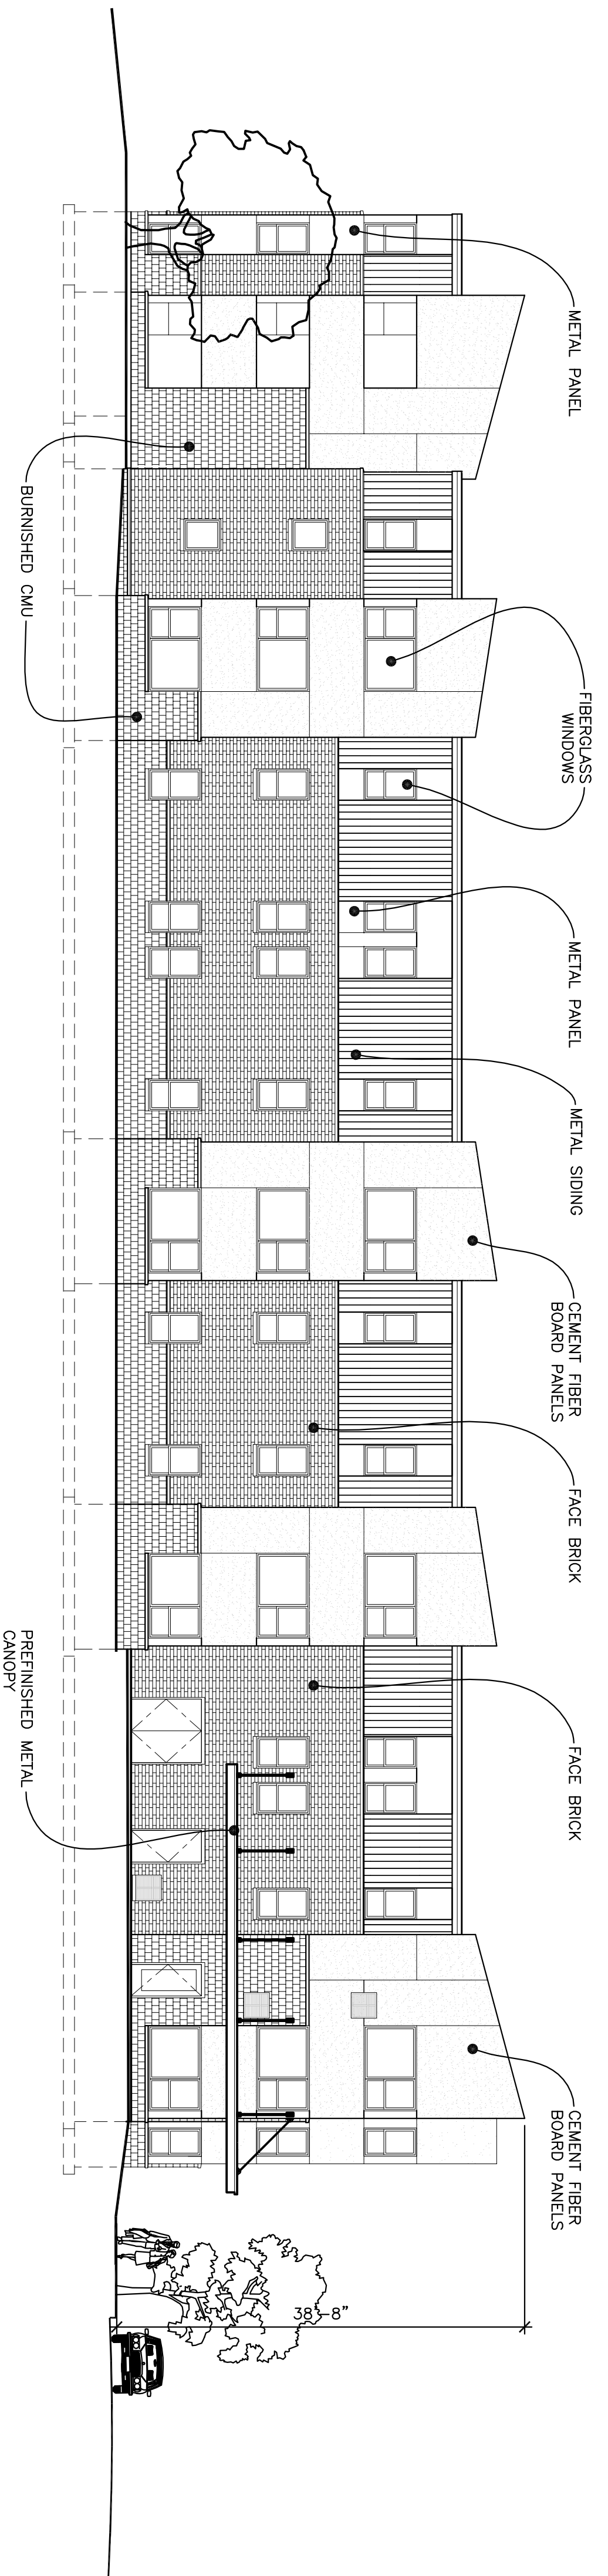 METAL PANEL
FIBERGLASS
WINDOWS
METAL PANEL
METAL SIDING
CEMENT FIBER
BOARD PANELS
FACE BRICK
FACE BRICK
CEMENT FIBER
BOARD PANELS
BURNISHED CMU
PREFINISHED METAL
CANOPY
38'-8"